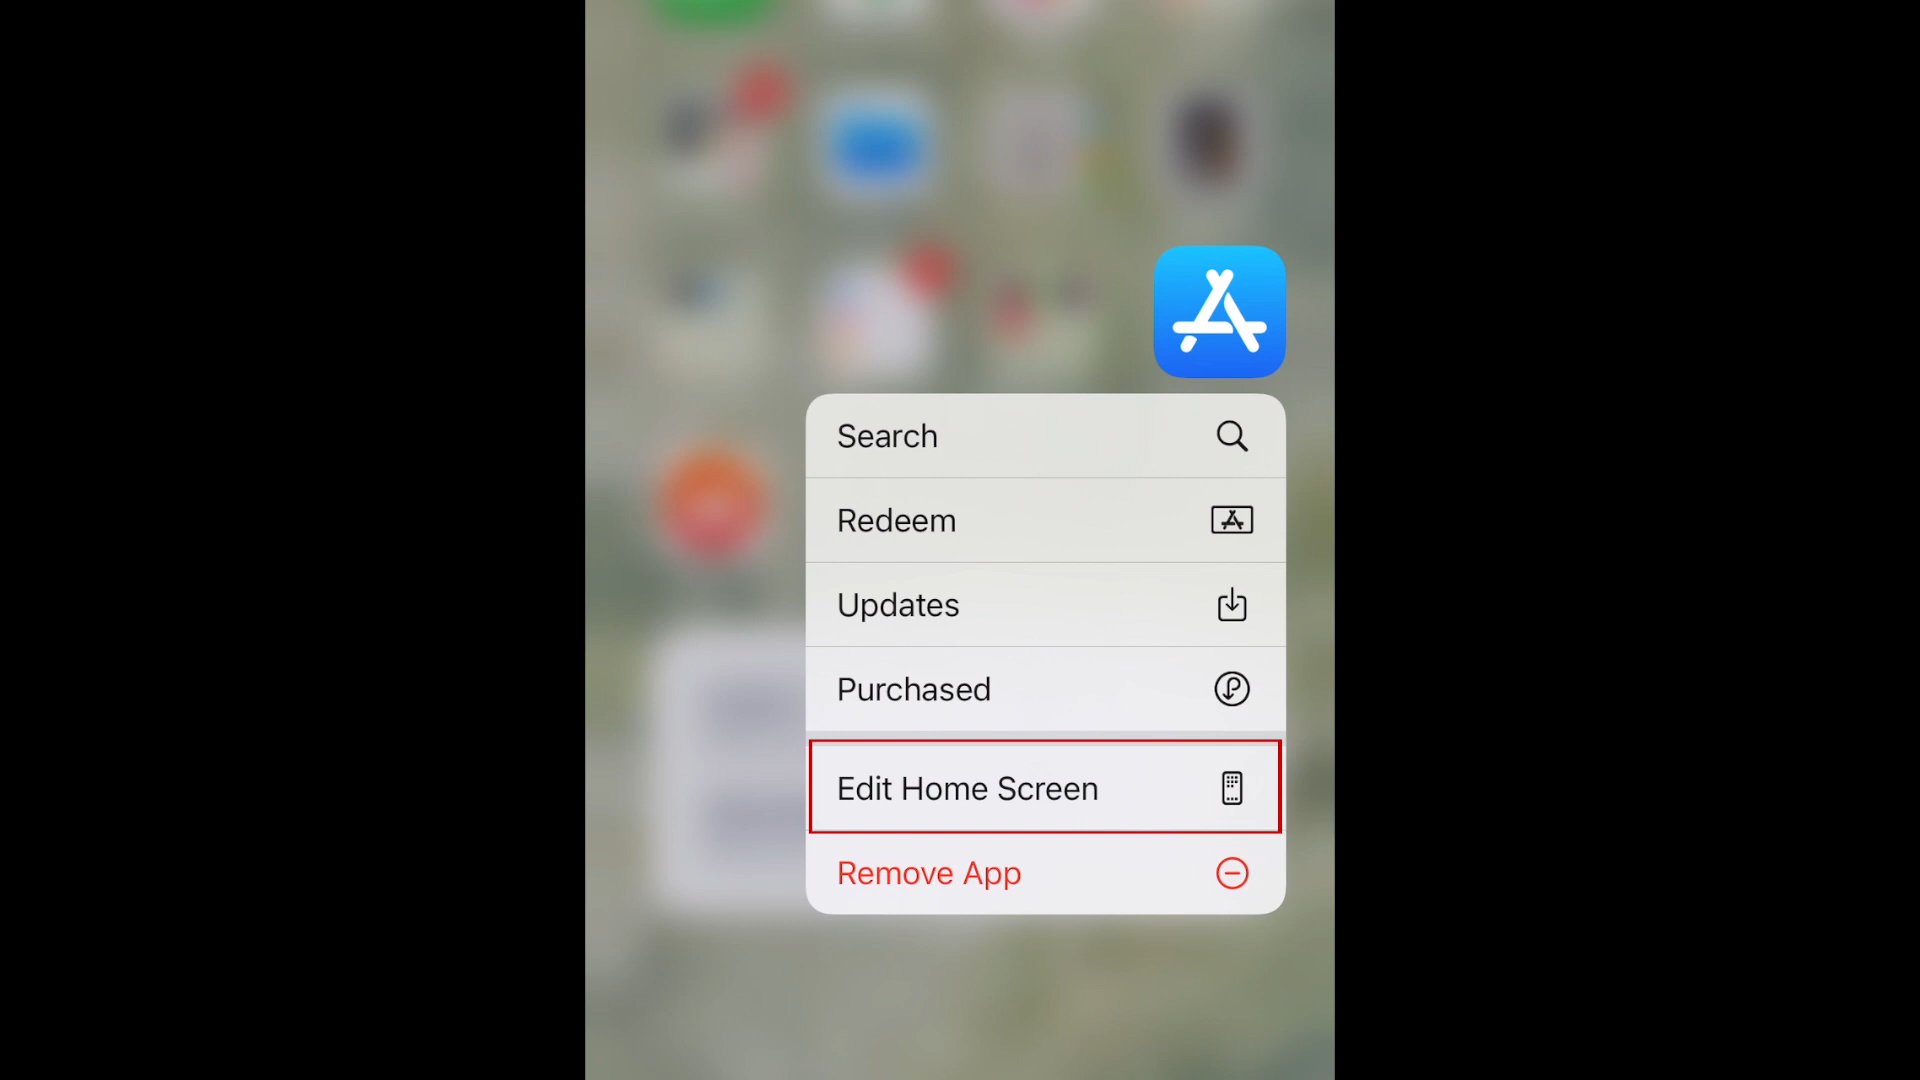 Search
Redeem
Updates
Purchased
Edit Home Screen
Remove App